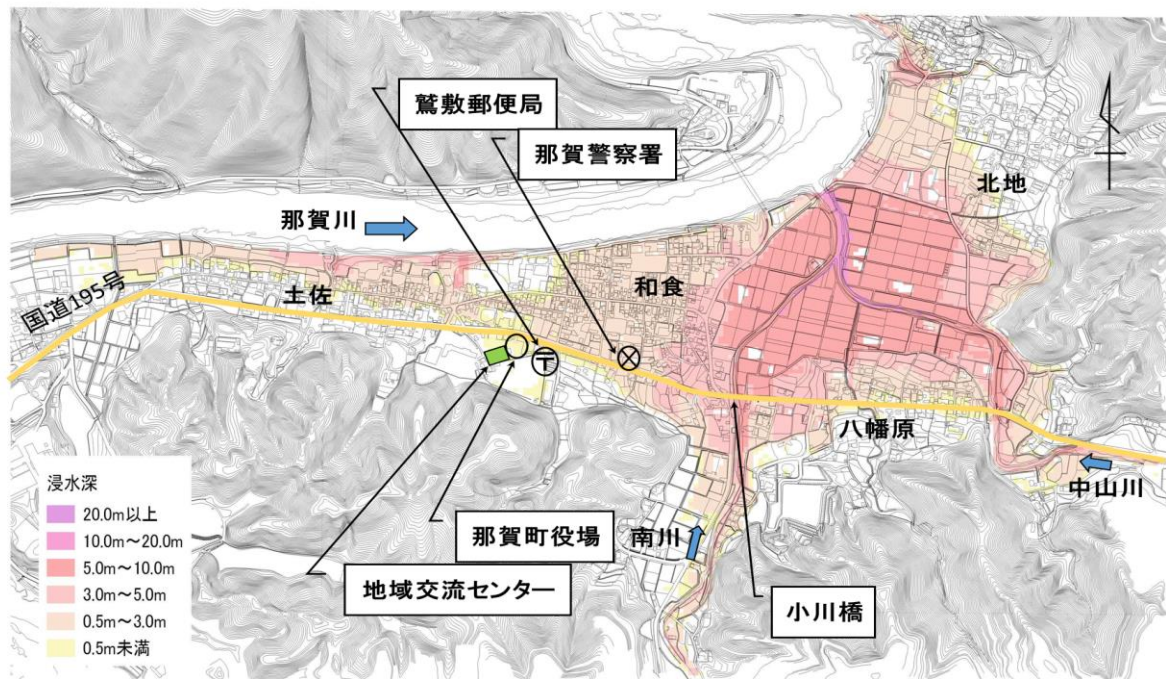 鷲敷郵便局
那賀警察署
北地
那賀川
和食
国道195号
土佐
〒
八幡原
中山川
浸水深
20.0m以上
10.0m～20.0m
5.0m～10.0m
3.0m～5.0m
0.5m～3.0m
0.5m未満
那賀町役場
南川
地域交流センター
小川橋